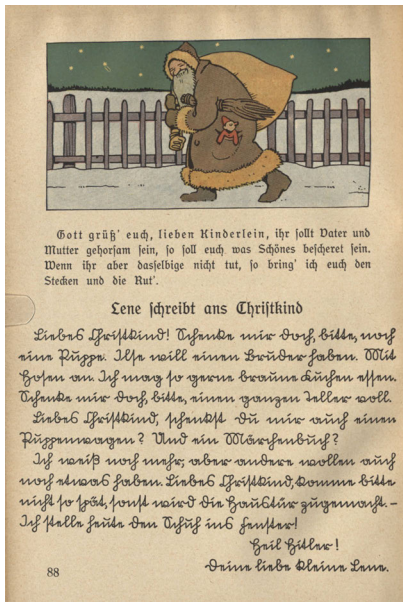 Gott grüß' euch, lieben Kinderlein, ihr sollt Vater und
Mutter gehorsam sein, so soll euch was Schönes bescheret sein.
Wenn ihr aber dasselbige nicht tut, so bring' ich euch den
Stecken und die Rut'.
Lene schreibt ans Christkind
Liebes Christkind! Schenke mir doch, bitte, noch
eine Puppe. Ilse will einen Bruder haben. Mit
Hosen an. Ich mag so gerne braune Kuchen essen.
Schenke mir doch, bitte, einen ganzen Teller voll.
Liebes Christkind, schenkst du mir auch einen
Puppenwagen? Und ein Märchenbuch?
Ich weiß noch mehr, aber andere wollen auch
noch etwas haben. Liebes Christkind, komme bitte
nicht so spät, sonst wird die Haustür zugemacht. –
Ich stelle heute den Schuh ins Fenster!
Heil Hitler!
Deine liebe kleine Lene.
88